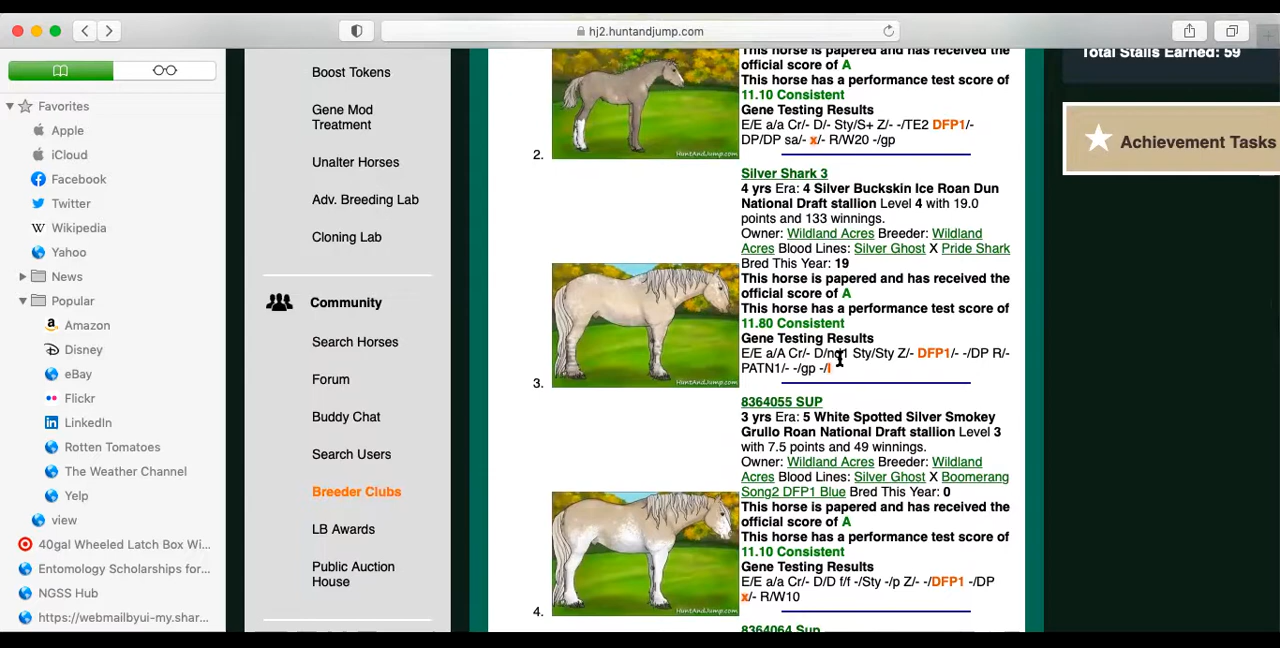 hj2.huntandjump.com
Favorites
Apple
iCloud
Facebook
Twitter
Wikipedia
Yahoo
News
Popular
Amazon
Disney
eBay
Flickr
LinkedIn
Rotten Tomatoes
The Weather Channel
Yelp
view
40gal Wheeled Latch Box Wi...
Entomology Scholarships for...
NGSS Hub
https://webmailbyui-my.shar...
Boost Tokens
Gene Mod
Treatment
Unalter Horses
Adv. Breeding Lab
Cloning Lab
Community
Search Horses
Forum
Buddy Chat
Search Users
Breeder Clubs
LB Awards
Public Auction
House
2.
HuntAndJump.com
This horse is papered and has received the
official score of A
This horse has a performance test score of
11.10 Consistent
Gene Testing Results
E/E a/a Cr/- D/- Sty/S+ Z/- -/TE2 DFP1/-
DP/DP sa/- x/- R/W20 -/gp
3.
HuntAndJump.com
Silver Shark 3
4 yrs Era: 4 Silver Buckskin Ice Roan Dun
National Draft stallion Level 4 with 19.0
points and 133 winnings.
Owner: Wildland Acres Breeder: Wildland
Acres Blood Lines: Silver Ghost X Pride Shark
Bred This Year: 19
This horse is papered and has received the
official score of A
This horse has a performance test score of
11.80 Consistent
Gene Testing Results
E/E a/A Cr/- Sty/Sty Z/- DFP1/- -/DP R/-
PATN1/- -/gp -/I
4.
HuntAndJump.com
8364055 SUP
3 yrs Era: 5 White Spotted Silver Smokey
Grullo Roan National Draft stallion Level 3
with 7.5 points and 49 winnings.
Owner: Wildland Acres Breeder: Wildland
Acres Blood Lines: Silver Ghost X Boomerang
Song2 DFP1 Blue Bred This Year: 0
This horse is papered and has received the
official score of A
This horse has a performance test score of
11.10 Consistent
Gene Testing Results
E/E a/a Cr/- D/D f/f -/Sty -/p Z/- -/DFP1 -/DP
x/- R/W10
8364064 Sup
Total Stalls Earned: 59
Achievement Tasks